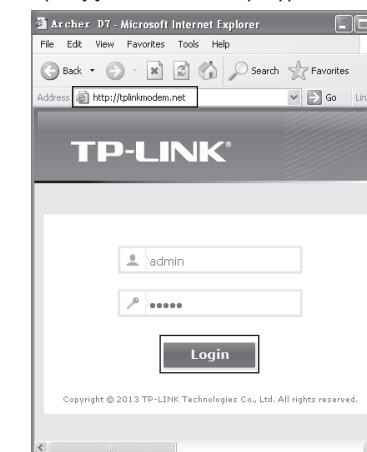 Archer D7 - Microsoft Internet Explorer
File Edit View Favorites Tools Help
Back Search Favorites
Address http://tplinkmodem.net Go Lin
TP-LINK®
admin
•••••
Login
Copyright © 2013 TP-LINK Technologies Co., Ltd. All rights reserved.